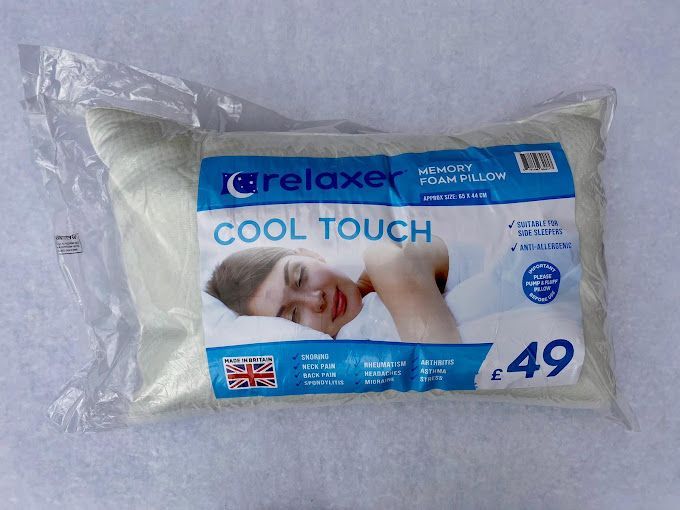 relaxer
MEMORY
FOAM PILLOW
APPROX SIZE: 65 X 44 CM
COOL TOUCH
✓ SUITABLE FOR
SIDE SLEEPERS
✓ ANTI-ALLERGENIC
IMPORTANT
PLEASE
PUMP & FLUFF
PILLOW
BEFORE USE
MADE IN BRITAIN
✓ SNORING
✓ NECK PAIN
✓ BACK PAIN
✓ SPONDYLITIS
✓ RHEUMATISM
✓ HEADACHES
✓ MIGRAINE
✓ ARTHRITIS
✓ ASTHMA
✓ STRESS
£49